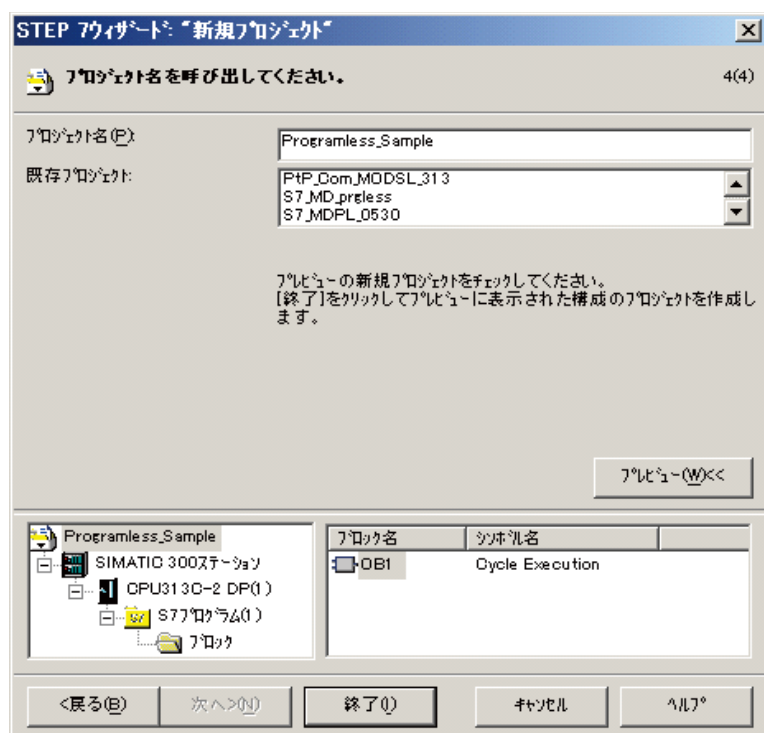 STEP 7ｳｨｻﾞｰﾄﾞ: "新規ﾌﾟﾛｼﾞｪｸﾄ"
ﾌﾟﾛｼﾞｪｸﾄ名を呼び出してください。
4(4)
ﾌﾟﾛｼﾞｪｸﾄ名(P):
Programless_Sample
既存ﾌﾟﾛｼﾞｪｸﾄ:
PtP_Com_MODSL_313
S7_MD_prgless
S7_MDPL_0530
ﾌﾟﾚﾋﾞｭｰの新規ﾌﾟﾛｼﾞｪｸﾄをﾁｪｯｸしてください。
[終了]をｸﾘｯｸしてﾌﾟﾚﾋﾞｭｰに表示された構成のﾌﾟﾛｼﾞｪｸﾄを作成し
ます。
ﾌﾟﾚﾋﾞｭｰ(W)<<
Programless_Sample
SIMATIC 300ｽﾃｰｼｮﾝ
CPU313C-2 DP(1)
S7ﾌﾟﾛｸﾞﾗﾑ(1)
ﾌﾞﾛｯｸ
ﾌﾞﾛｯｸ名 ｼﾝﾎﾞﾙ名
OB1 Cycle Execution
<戻る(B) 次へ>(N) 終了(I) ｷｬﾝｾﾙ ﾍﾙﾌﾟ